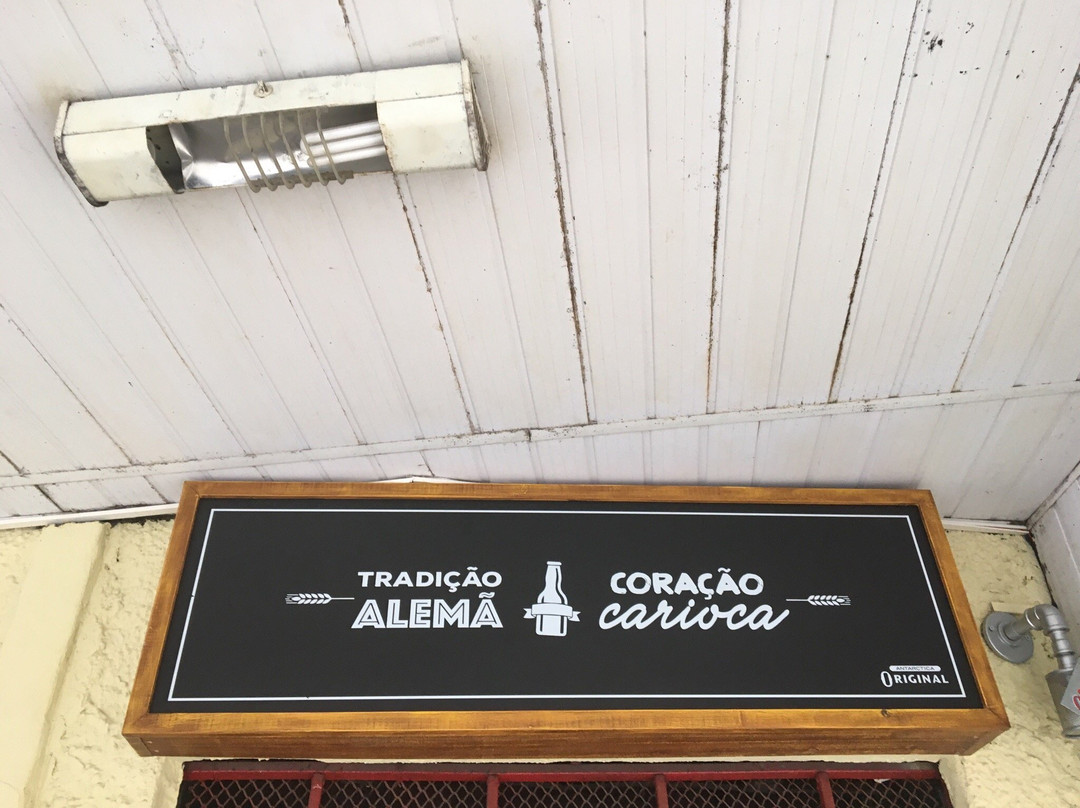 TRADIÇÃO
ALEMÃ
CORAÇÃO
carioca
ANTARCTICA
ORIGINAL